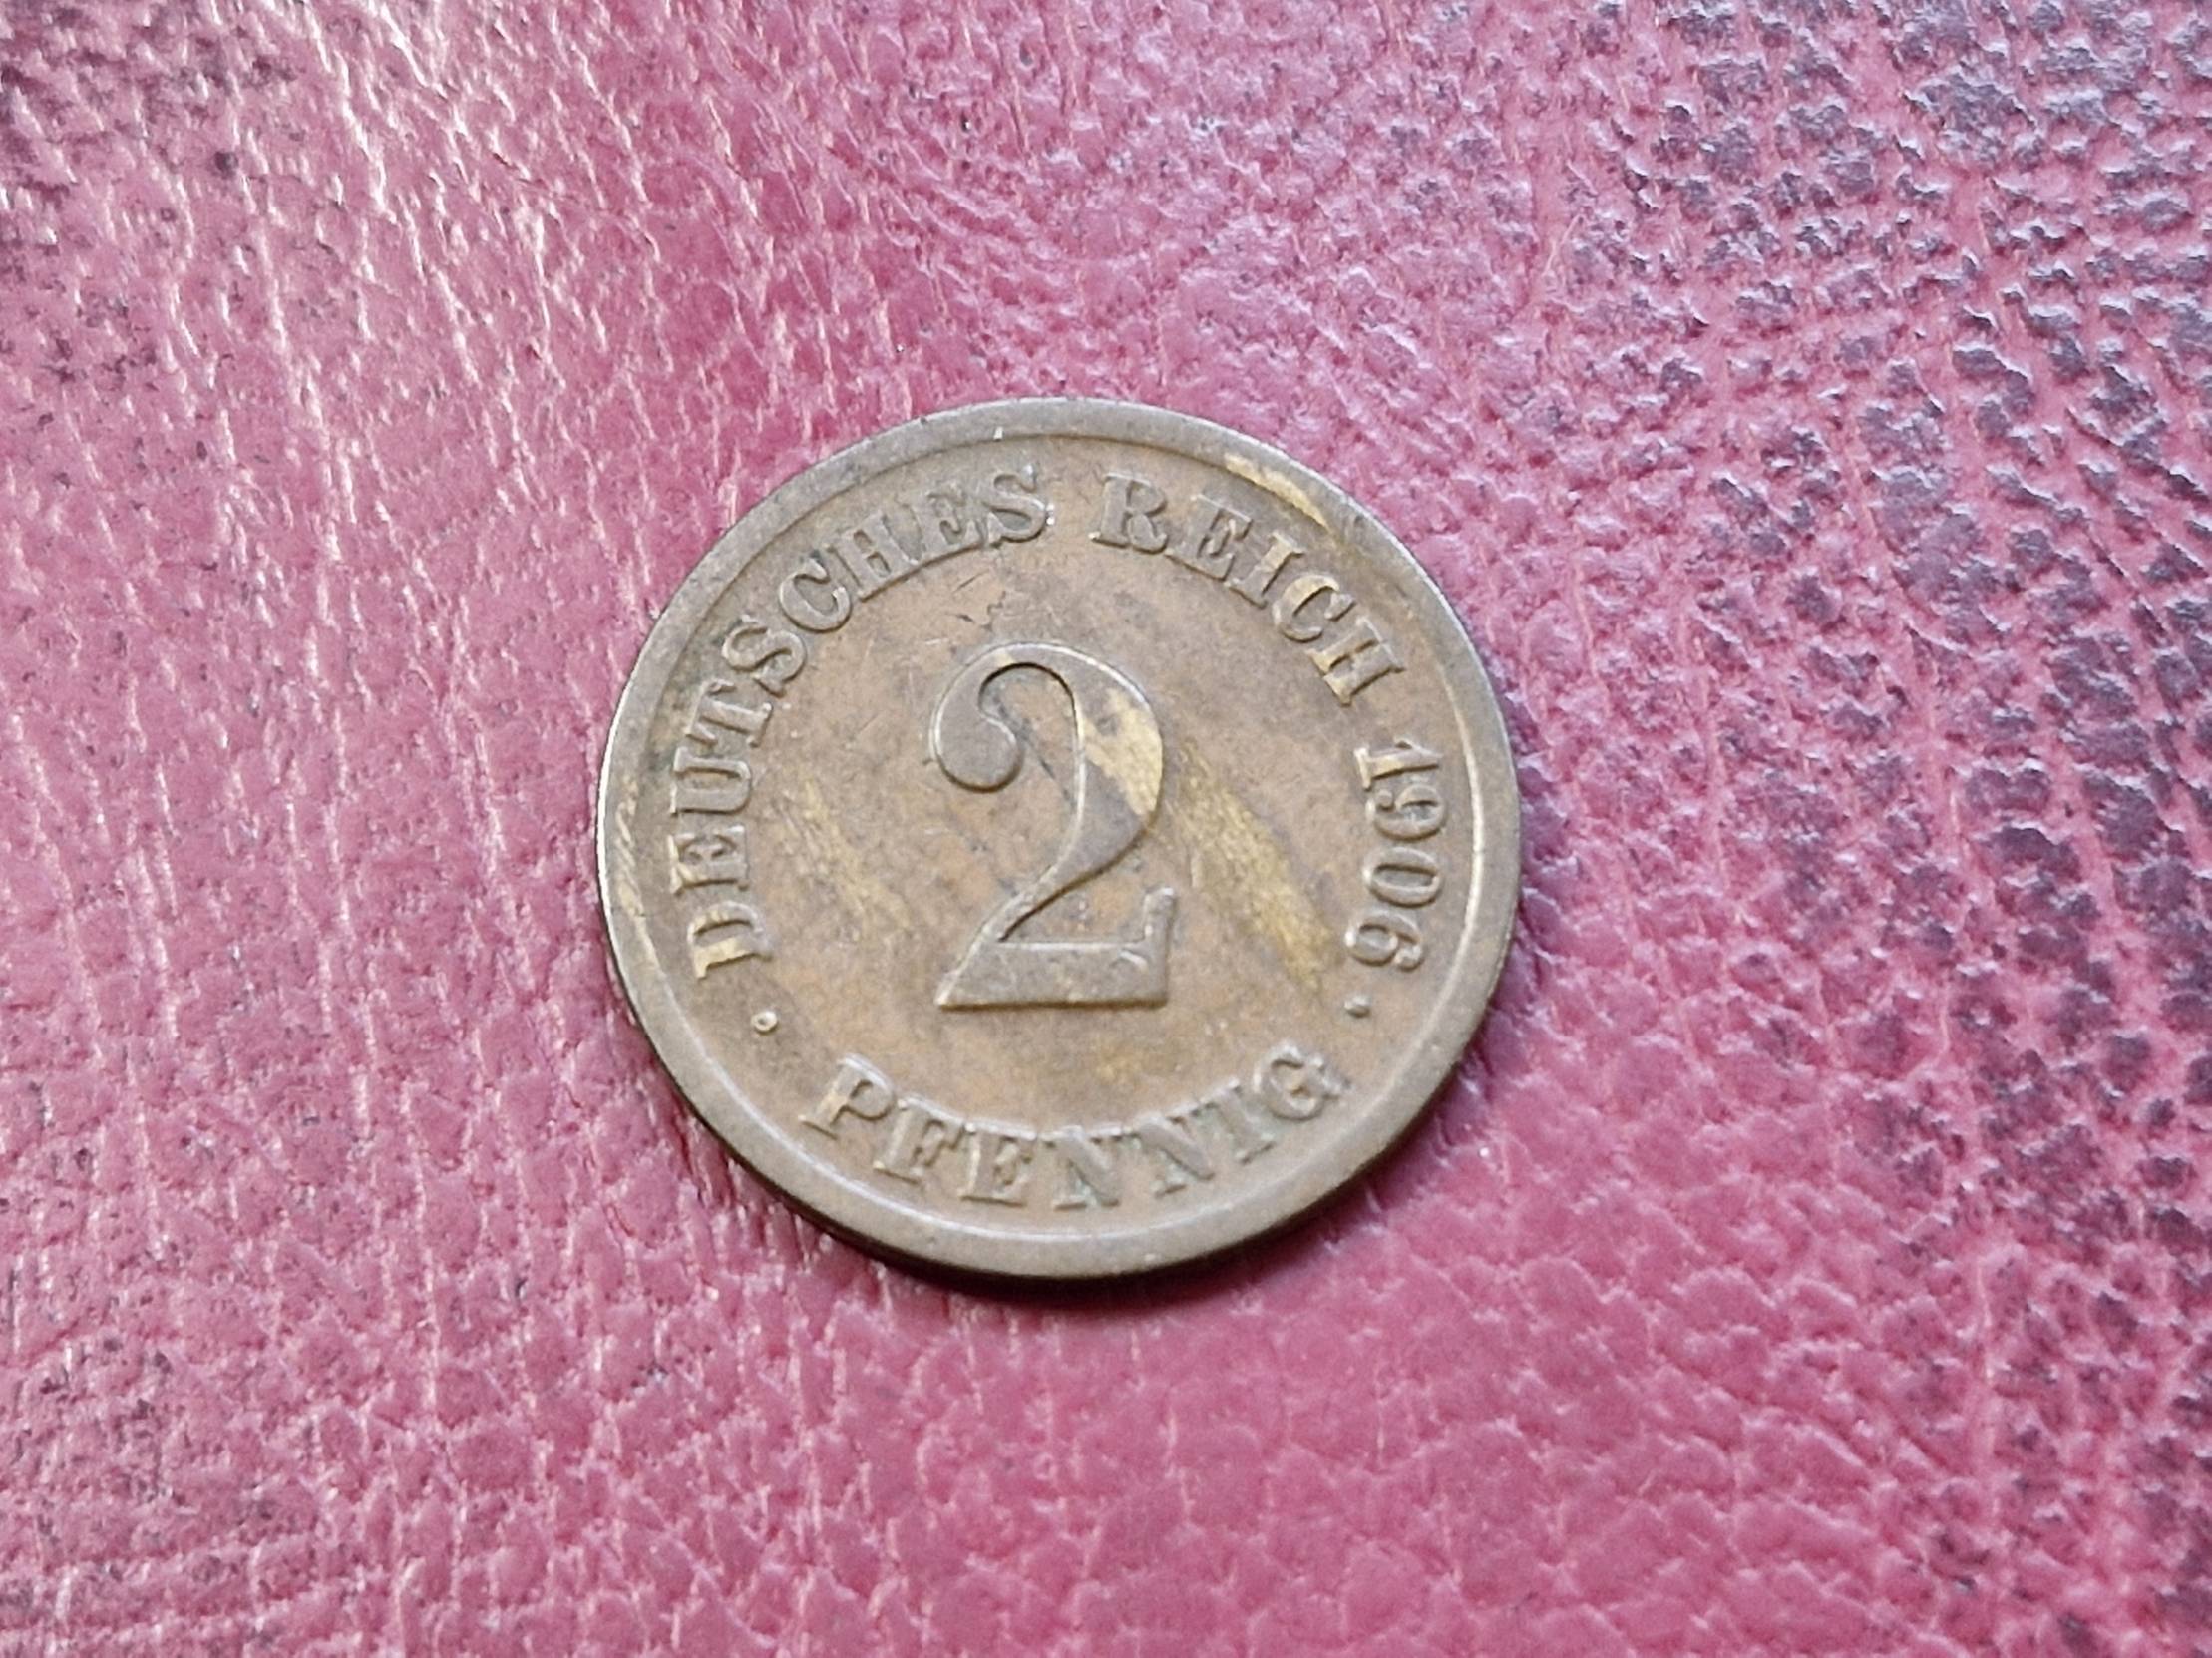 DEUTSCHES REICH 1906
2
PFENNIG